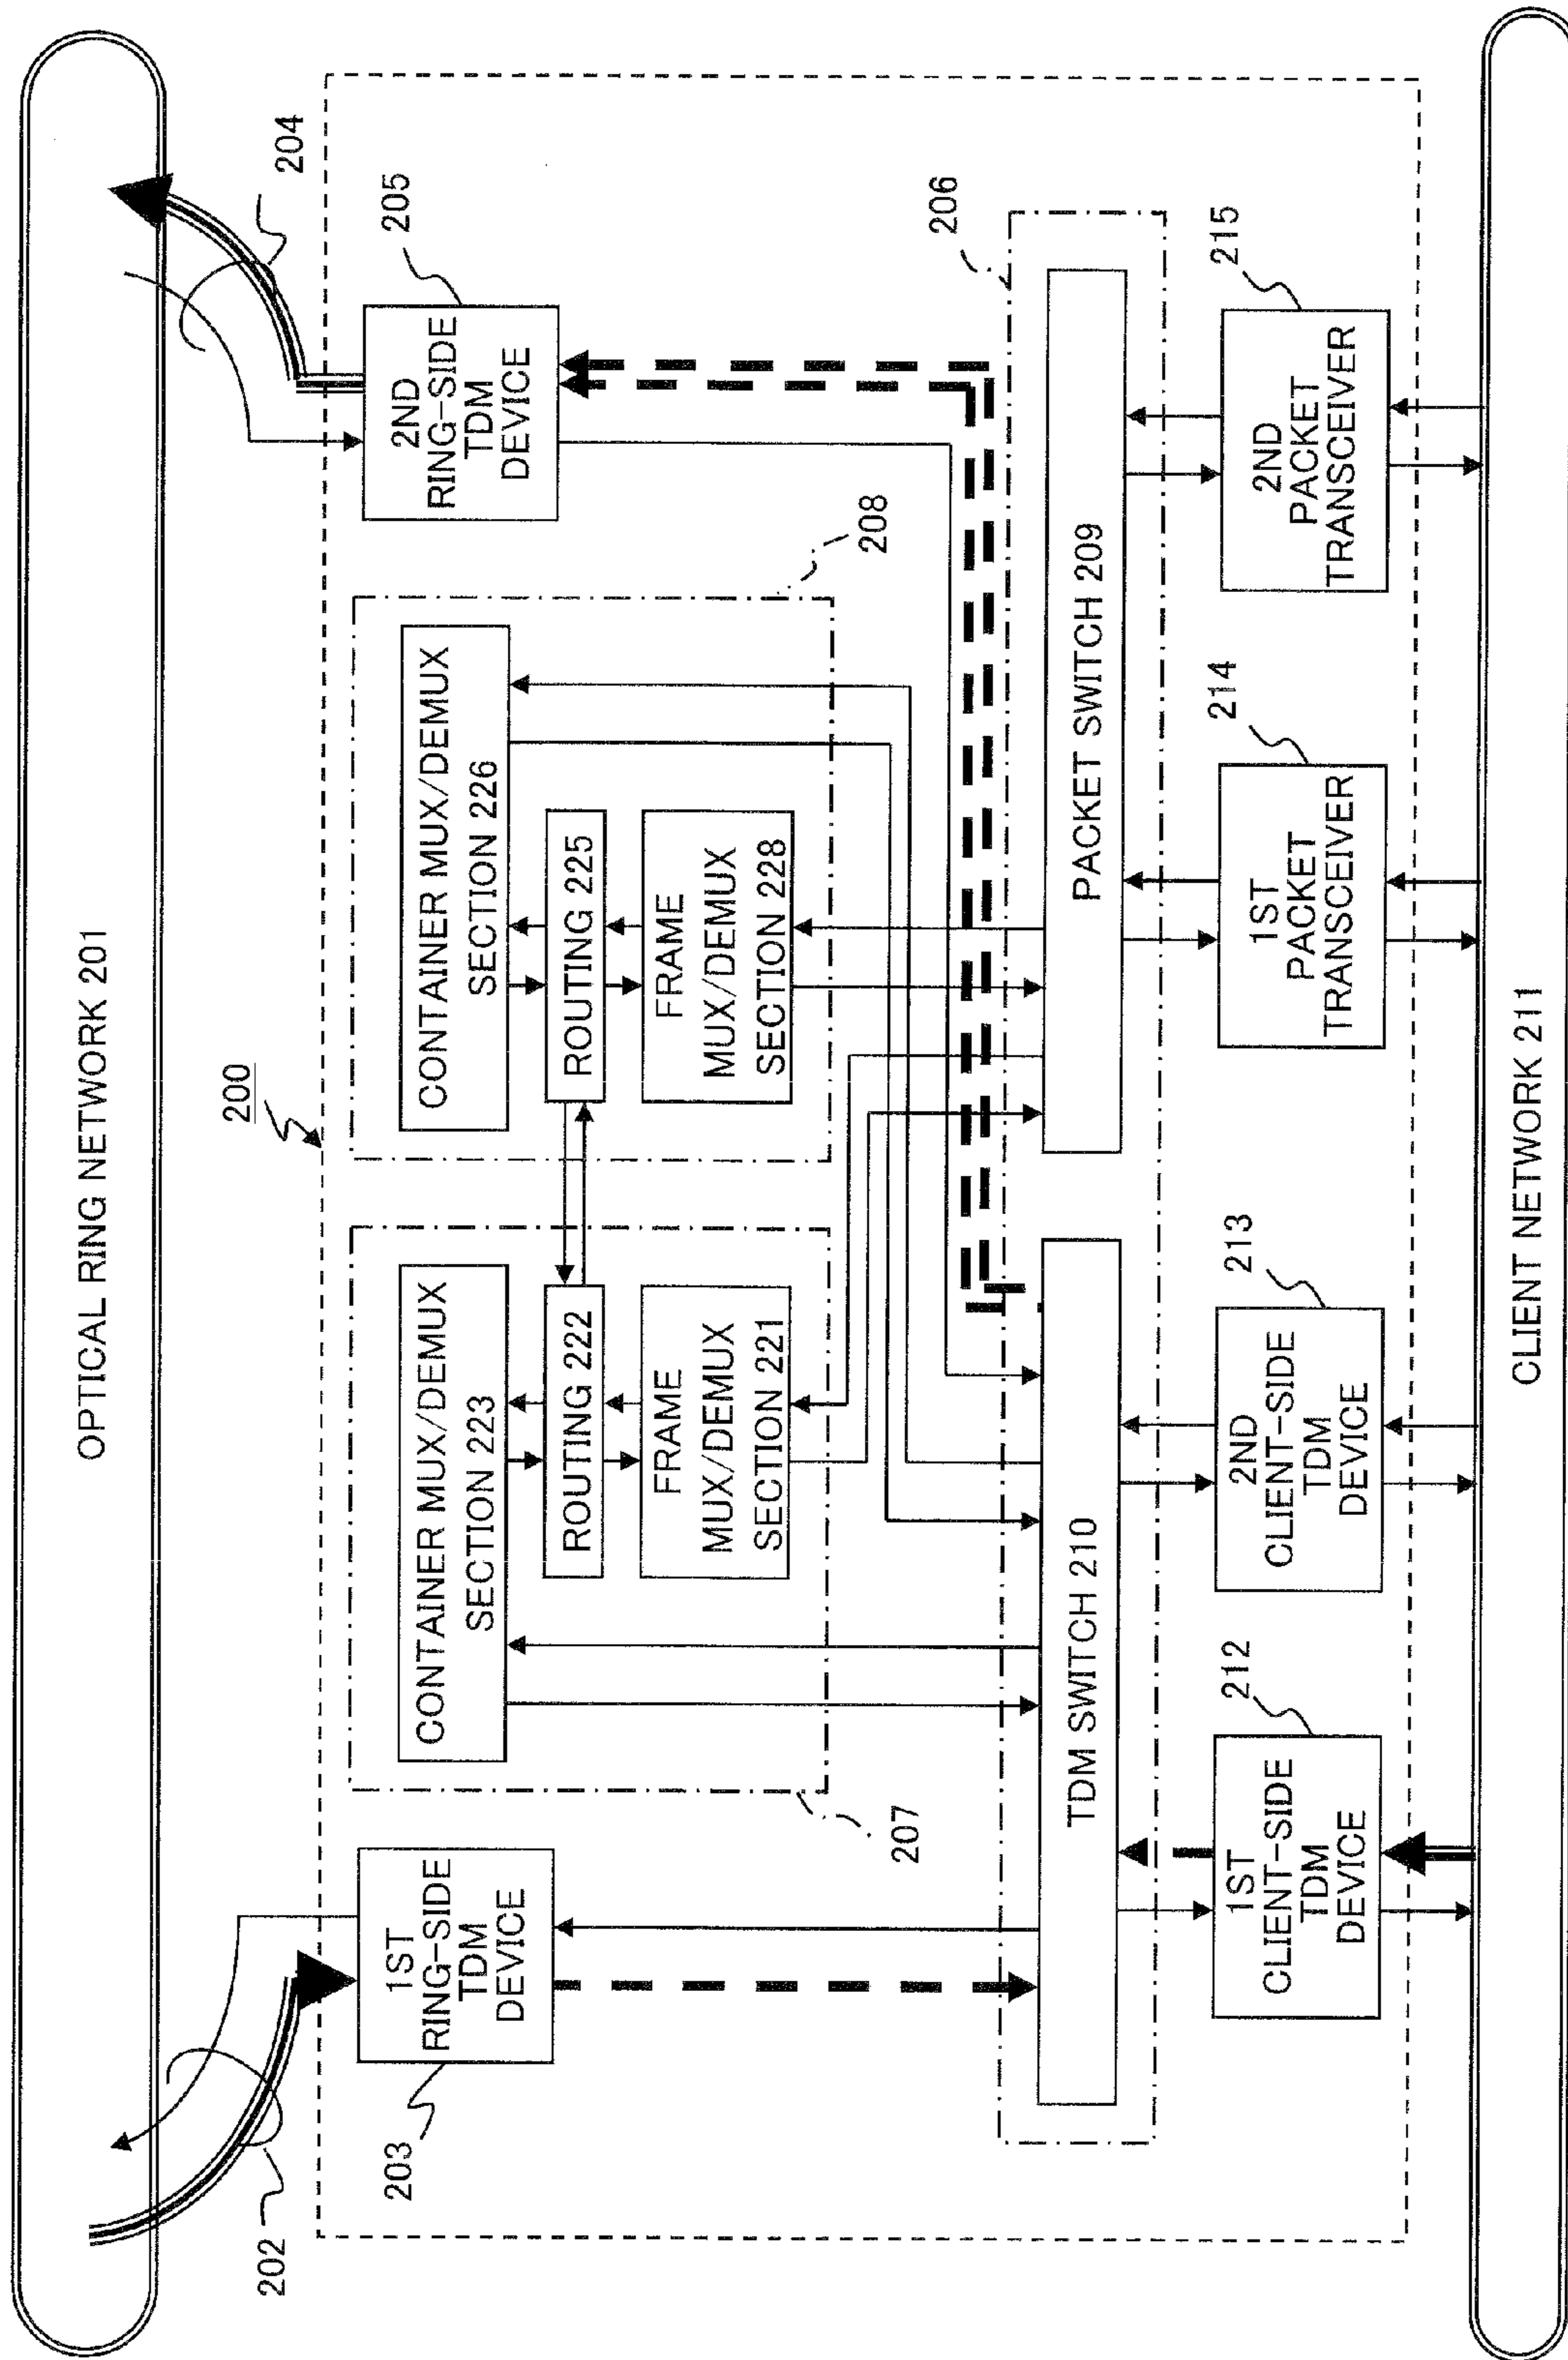 OPTICAL RING NETWORK 201
200
202
204
203
1ST
RING-SIDE
TDM
DEVICE
CONTAINER MUX/DEMUX
SECTION 223
ROUTING 222
FRAME
MUX/DEMUX
SECTION 221
207
CONTAINER MUX/DEMUX
SECTION 226
ROUTING 225
FRAME
MUX/DEMUX
SECTION 228
208
205
2ND
RING-SIDE
TDM
DEVICE
206
TDM SWITCH 210
PACKET SWITCH 209
212
1ST
CLIENT-SIDE
TDM
DEVICE
213
2ND
CLIENT-SIDE
TDM
DEVICE
214
1ST
PACKET
TRANSCEIVER
215
2ND
PACKET
TRANSCEIVER
CLIENT NETWORK 211